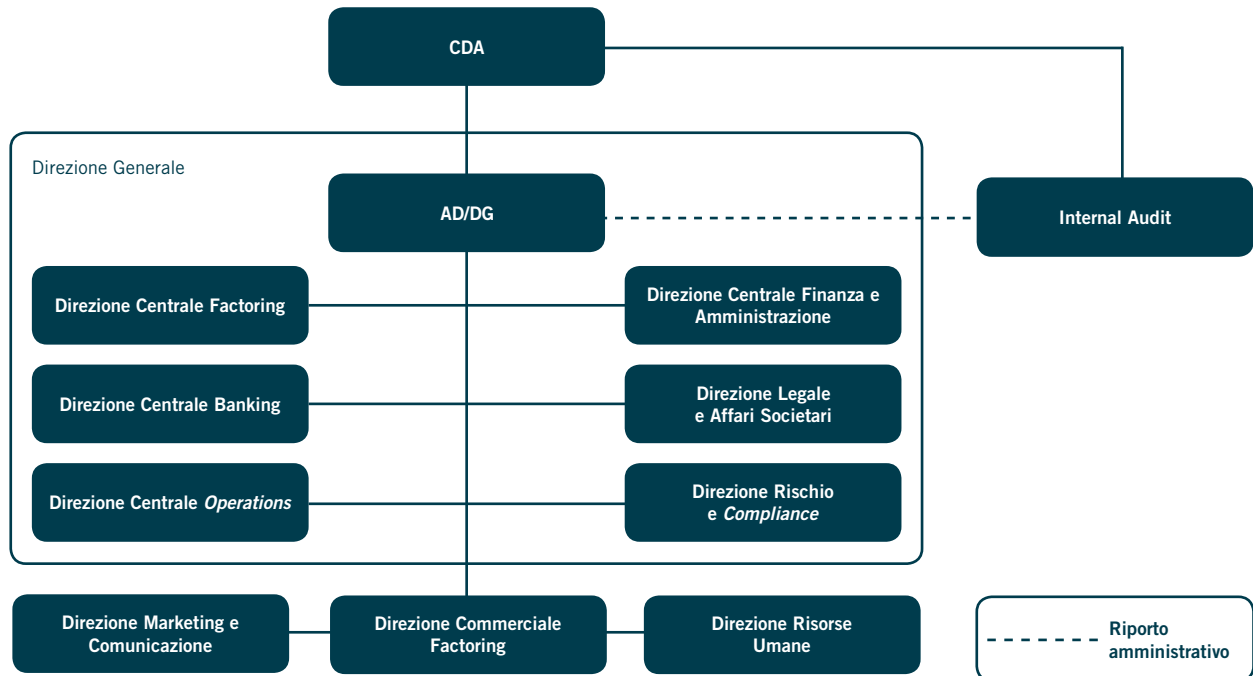 CDA
Direzione Generale
AD/DG
Internal Audit
Direzione Centrale Factoring
Direzione Centrale Finanza e
Amministrazione
Direzione Centrale Banking
Direzione Legale
e Affari Societari
Direzione Centrale Operations
Direzione Rischio
e Compliance
Direzione Marketing e
Comunicazione
Direzione Commerciale
Factoring
Direzione Risorse
Umane
Riporto
amministrativo